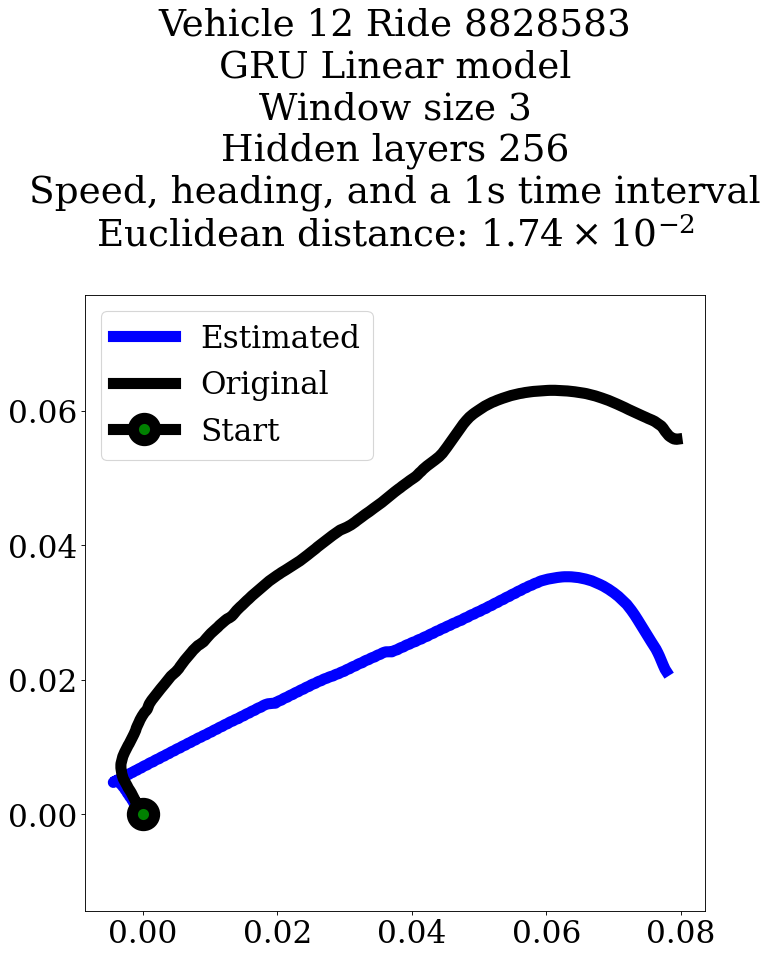 Vehicle 12 Ride 8828583
GRU Linear model
Window size 3
Hidden layers 256
Speed, heading, and a 1s time interval
Euclidean distance: 1.74 × 10⁻²
Estimated
Original
Start
0.06
0.04
0.02
0.00
0.00 0.02 0.04 0.06 0.08